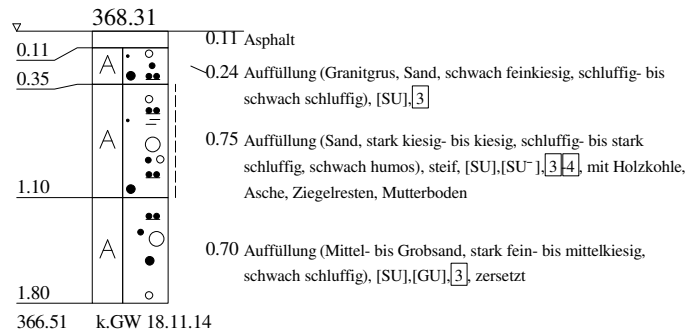 368.31
0.11 Asphalt
0.11
A
0.24 Auffüllung (Granitgrus, Sand, schwach feinkiesig, schluffig- bis
schwach schluffig), [SU],3
0.35
A
0.75 Auffüllung (Sand, stark kiesig- bis kiesig, schluffig- bis stark
schluffig, schwach humos), steif, [SU],[SU⁻],3-4, mit Holzkohle,
Asche, Ziegelresten, Mutterboden
1.10
A
0.70 Auffüllung (Mittel- bis Grobsand, stark fein- bis mittelkiesig,
schwach schluffig), [SU],[GU],3, zersetzt
1.80
366.51 k.GW 18.11.14